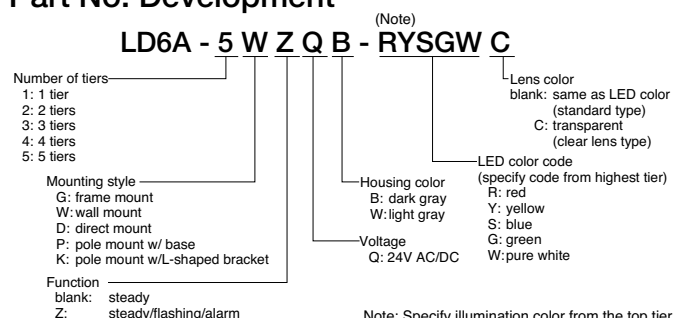 Part No. Development
(Note)
LD6A - 5 W Z Q B - RYSGW C
Number of tiers
1: 1 tier
2: 2 tiers
3: 3 tiers
4: 4 tiers
5: 5 tiers
Mounting style
G: frame mount
W: wall mount
D: direct mount
P: pole mount w/ base
K: pole mount w/L-shaped bracket
Function
blank: steady
Z: steady/flashing/alarm
Housing color
B: dark gray
W: light gray
Voltage
Q: 24V AC/DC
Lens color
blank: same as LED color
(standard type)
C: transparent
(clear lens type)
LED color code
(specify code from highest tier)
R: red
Y: yellow
S: blue
G: green
W: pure white
Note: Specify illumination color from the top tier